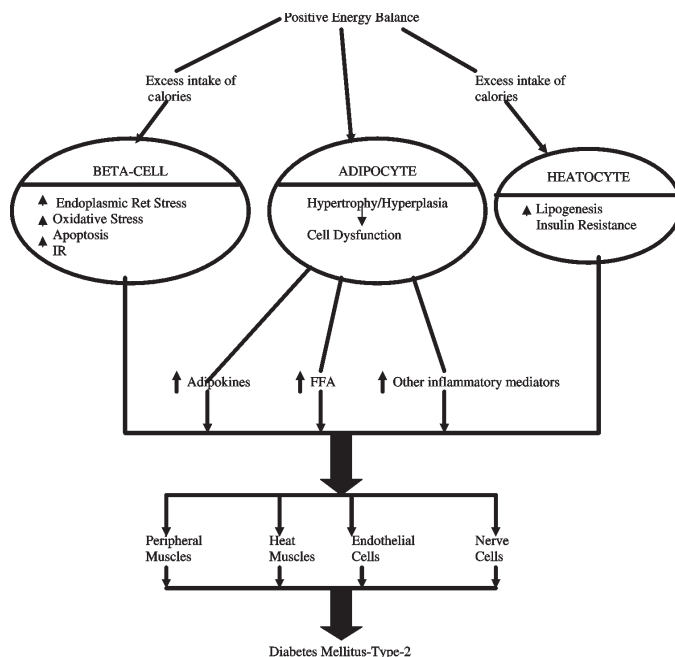 Positive Energy Balance
Excess intake of
calories
Excess intake of
calories
BETA-CELL
Endoplasmic Ret Stress
Oxidative Stress
Apoptosis
IR
ADIPOCYTE
Hypertrophy/Hyperplasia
Cell Dysfunction
HEATOCYTE
Lipogenesis
Insulin Resistance
Adipokines
FFA
Other inflammatory mediators
Peripheral
Muscles
Heat
Muscles
Endothelial
Cells
Nerve
Cells
Diabetes Mellitus-Type-2